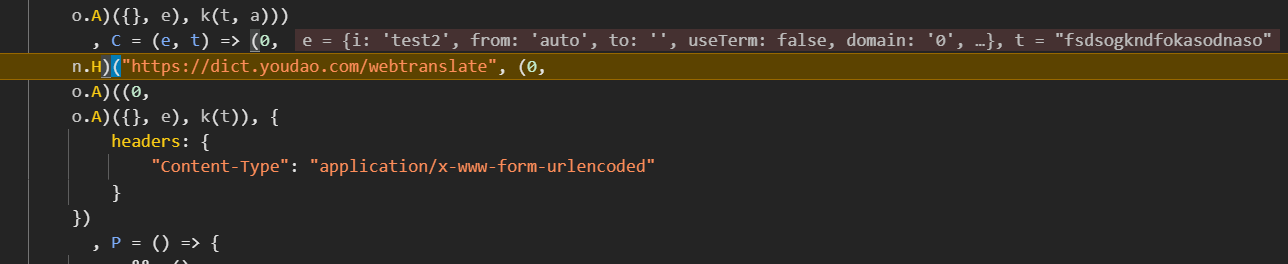 o.A)({}, e), k(t, a)))
, C = (e, t) => (0, e = {i: 'test2', from: 'auto', to: '', useTerm: false, domain: '0', …}, t = "fsdsogkndfokasodnaso"
n.H)("https://dict.youdao.com/webtranslate", (0,
o.A)((0,
o.A)({}, e), k(t)), {
headers: {
"Content-Type": "application/x-www-form-urlencoded"
}
})
, P = () => {